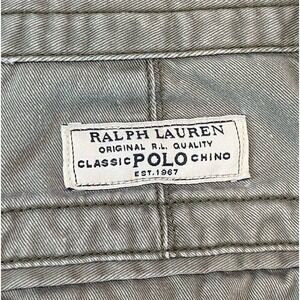 RALPH LAUREN
ORIGINAL R.L. QUALITY
CLASSIC POLO CHINO
EST. 1967